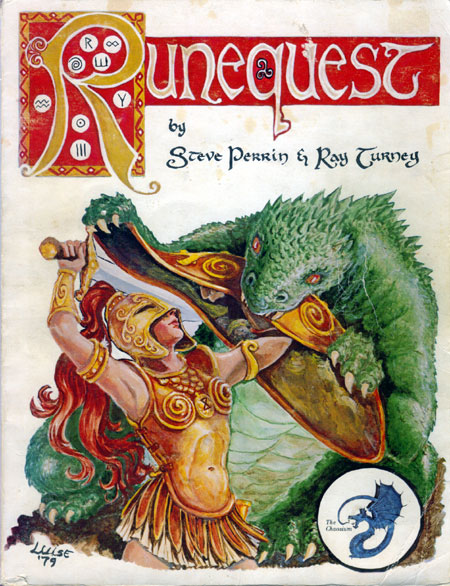 RUNEQUEST
by
Steve Perrin & Ray Turney
LUISE
'79
The
Chaosium